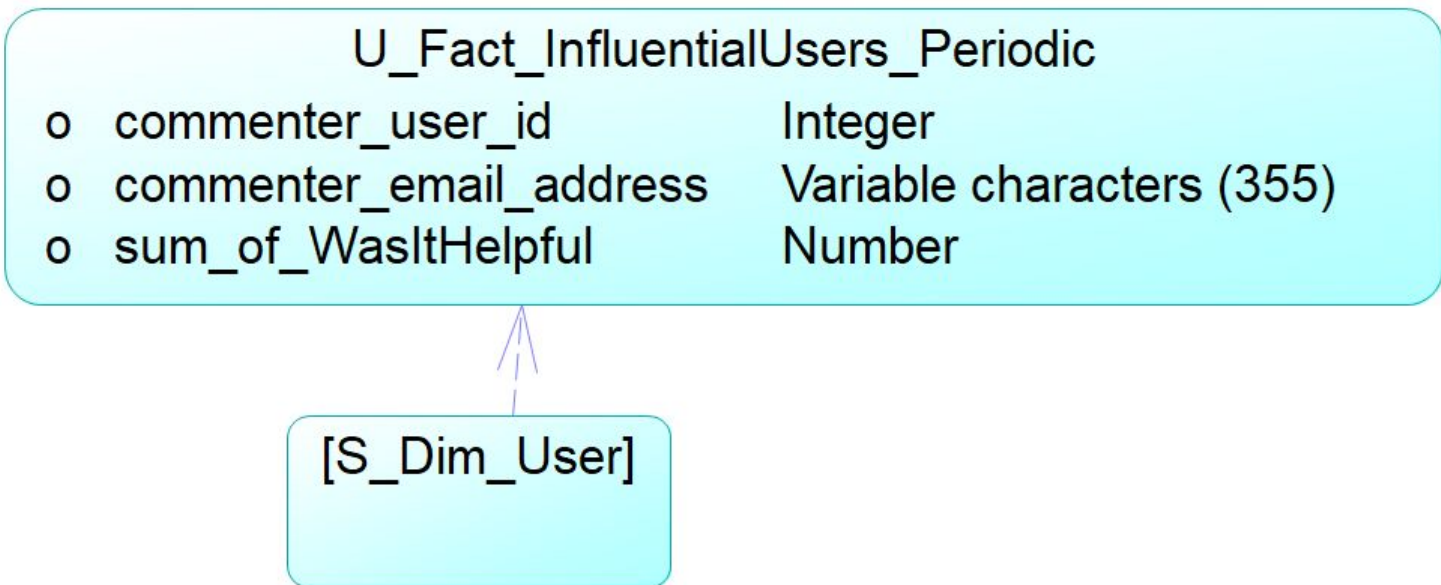 U_Fact_InfluentialUsers_Periodic
o commenter_user_id Integer
o commenter_email_address Variable characters (355)
o sum_of_WasItHelpful Number
[S_Dim_User]